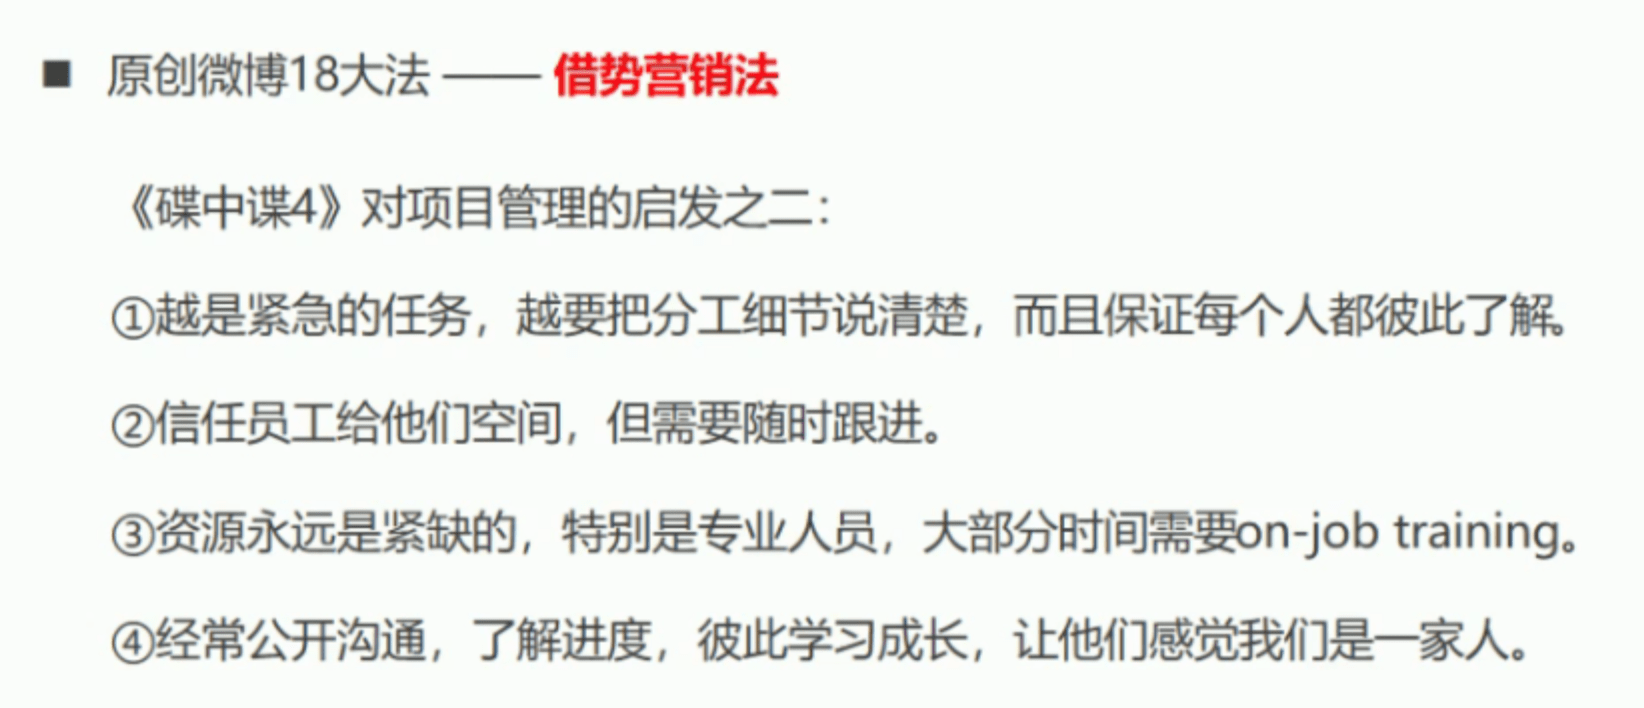 ■ 原创微博18大法 —— 借势营销法
《碟中谍4》对项目管理的启发之二：
①越是紧急的任务，越要把分工细节说清楚，而且保证每个人都彼此了解。
②信任员工给他们空间，但需要随时跟进。
③资源永远是紧缺的，特别是专业人员，大部分时间需要on-job training。
④经常公开沟通，了解进度，彼此学习成长，让他们感觉我们是一家人。